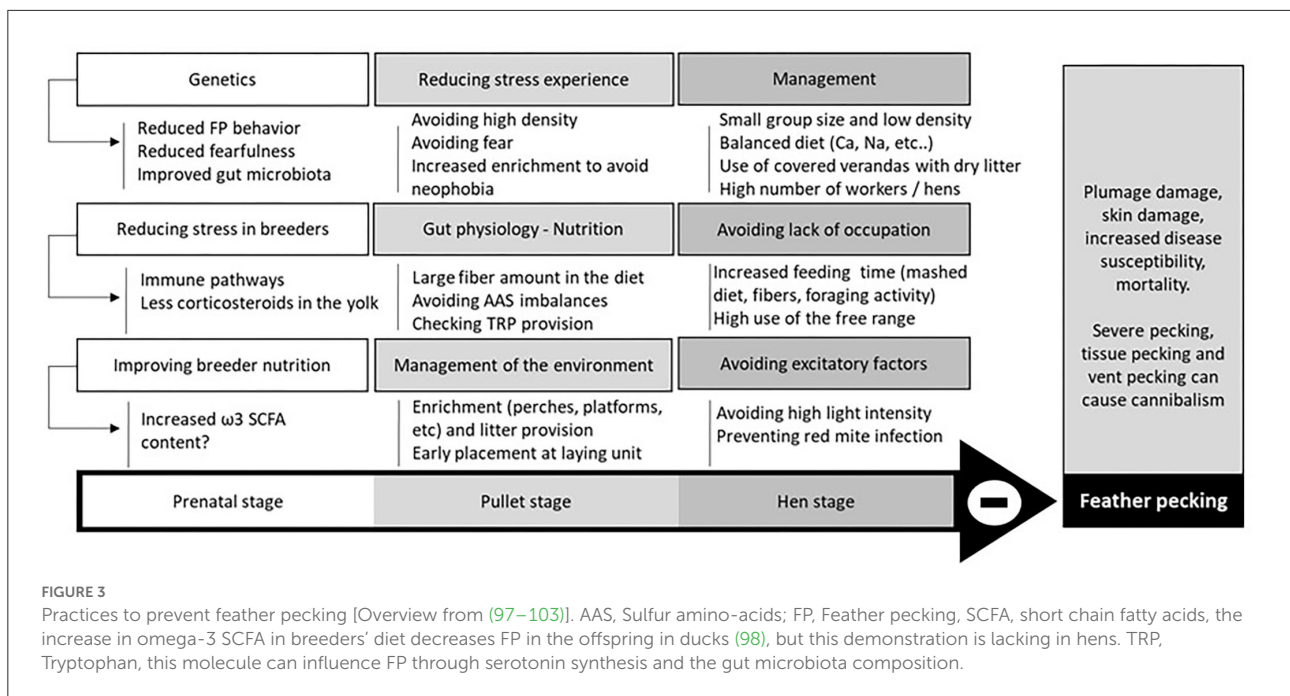 Genetics
Reducing stress experience
Management
Reduced FP behavior
Reduced fearfulness
Improved gut microbiota
Avoiding high density
Avoiding fear
Increased enrichment to avoid
neophobia
Small group size and low density
Balanced diet (Ca, Na, etc..)
Use of covered verandas with dry litter
High number of workers / hens
Reducing stress in breeders
Gut physiology - Nutrition
Avoiding lack of occupation
Immune pathways
Less corticosteroids in the yolk
Large fiber amount in the diet
Avoiding AAS imbalances
Checking TRP provision
Increased feeding time (mashed
diet, fibers, foraging activity)
High use of the free range
Improving breeder nutrition
Management of the environment
Avoiding excitatory factors
Increased ω3 SCFA
content?
Enrichment (perches, platforms,
etc) and litter provision
Early placement at laying unit
Avoiding high light intensity
Preventing red mite infection
Prenatal stage
Pullet stage
Hen stage
Plumage damage,
skin damage,
increased disease
susceptibility,
mortality.
Severe pecking,
tissue pecking and
vent pecking can
cause cannibalism
Feather pecking
FIGURE 3
Practices to prevent feather pecking [Overview from (97–103)]. AAS, Sulfur amino-acids; FP, Feather pecking, SCFA, short chain fatty acids, the
increase in omega-3 SCFA in breeders' diet decreases FP in the offspring in ducks (98), but this demonstration is lacking in hens. TRP,
Tryptophan, this molecule can influence FP through serotonin synthesis and the gut microbiota composition.